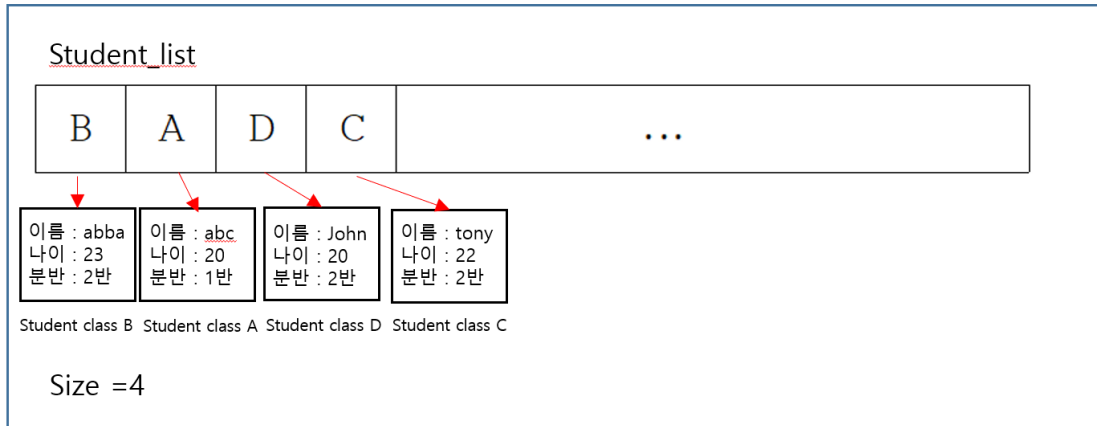 Student_list
B A D C ...
이름 : abba
나이 : 23
분반 : 2반
이름 : abc
나이 : 20
분반 : 1반
이름 : John
나이 : 20
분반 : 2반
이름 : tony
나이 : 22
분반 : 2반
Student class B Student class A Student class D Student class C
Size =4